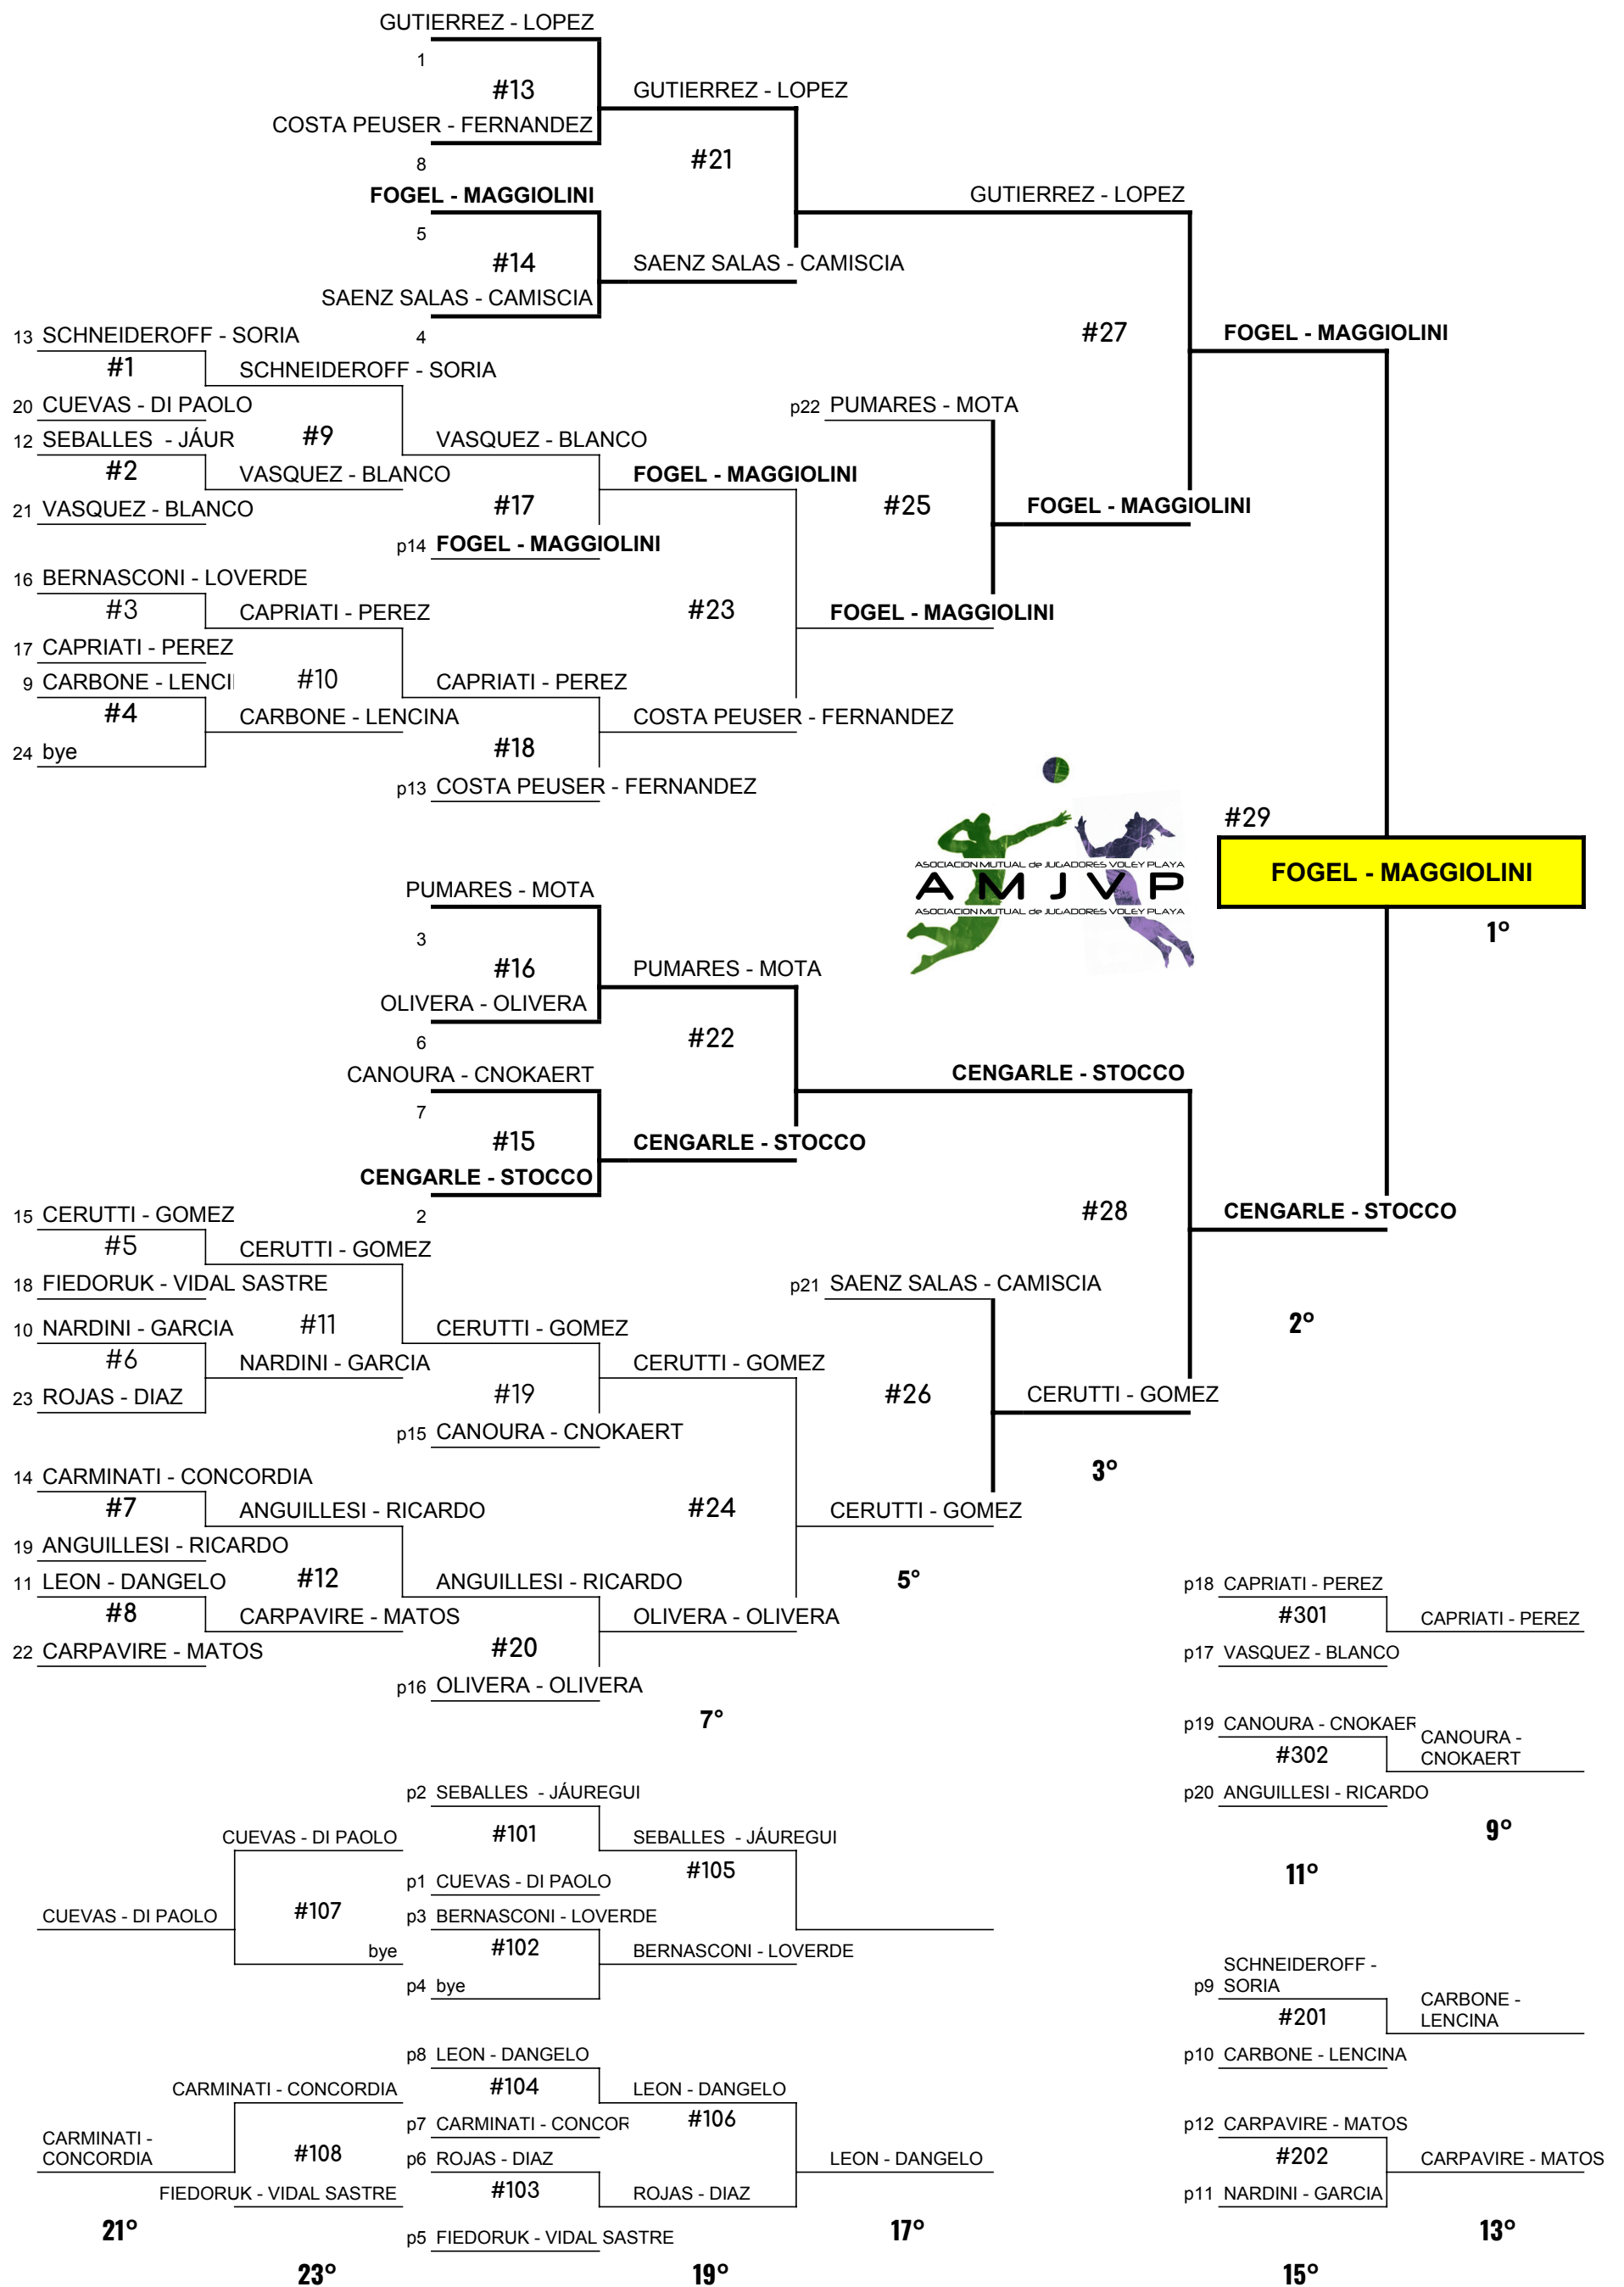 GUTIERREZ - LOPEZ
1
#13
GUTIERREZ - LOPEZ
COSTA PEUSER - FERNANDEZ
8
#21
FOGEL - MAGGIOLINI
GUTIERREZ - LOPEZ
5
#14
SAENZ SALAS - CAMISCIA
SAENZ SALAS - CAMISCIA
4
#27
FOGEL - MAGGIOLINI
13 SCHNEIDEROFF - SORIA
#1
SCHNEIDEROFF - SORIA
20 CUEVAS - DI PAOLO
p22 PUMARES - MOTA
12 SEBALLES - JÁUR
#9
VASQUEZ - BLANCO
#2
VASQUEZ - BLANCO
FOGEL - MAGGIOLINI
21 VASQUEZ - BLANCO
#17
#25
FOGEL - MAGGIOLINI
p14 FOGEL - MAGGIOLINI
16 BERNASCONI - LOVERDE
#3
CAPRIATI - PEREZ
#23
FOGEL - MAGGIOLINI
17 CAPRIATI - PEREZ
9 CARBONE - LENCI
#10
CAPRIATI - PEREZ
#4
CARBONE - LENCINA
COSTA PEUSER - FERNANDEZ
24 bye
#18
p13 COSTA PEUSER - FERNANDEZ
#29
ASOCIACION MUTUAL de JUGADORES VOLEY PLAYA
AMJVP
ASOCIACION MUTUAL de JUGADORES VOLEY PLAYA
FOGEL - MAGGIOLINI
1°
PUMARES - MOTA
3
#16
PUMARES - MOTA
OLIVERA - OLIVERA
6
#22
CANOURA - CNOKAERT
CENGARLE - STOCCO
7
#15
CENGARLE - STOCCO
CENGARLE - STOCCO
2
#28
CENGARLE - STOCCO
15 CERUTTI - GOMEZ
#5
CERUTTI - GOMEZ
18 FIEDORUK - VIDAL SASTRE
p21 SAENZ SALAS - CAMISCIA
2°
10 NARDINI - GARCIA
#11
CERUTTI - GOMEZ
#6
NARDINI - GARCIA
CERUTTI - GOMEZ
23 ROJAS - DIAZ
#19
#26
CERUTTI - GOMEZ
p15 CANOURA - CNOKAERT
3°
14 CARMINATI - CONCORDIA
#7
ANGUILLESI - RICARDO
#24
CERUTTI - GOMEZ
19 ANGUILLESI - RICARDO
11 LEON - DANGELO
#12
ANGUILLESI - RICARDO
5°
#8
CARPAVIRE - MATOS
OLIVERA - OLIVERA
22 CARPAVIRE - MATOS
#20
p16 OLIVERA - OLIVERA
7°
p18 CAPRIATI - PEREZ
#301
CAPRIATI - PEREZ
p17 VASQUEZ - BLANCO
p19 CANOURA - CNOKAER
#302
CANOURA -
CNOKAERT
p20 ANGUILLESI - RICARDO
9°
11°
p2 SEBALLES - JÁUREGUI
CUEVAS - DI PAOLO
#101
SEBALLES - JÁUREGUI
p1 CUEVAS - DI PAOLO
#105
CUEVAS - DI PAOLO
#107
p3 BERNASCONI - LOVERDE
bye
#102
BERNASCONI - LOVERDE
p4 bye
SCHNEIDEROFF -
p9 SORIA
#201
CARBONE -
LENCINA
p10 CARBONE - LENCINA
p8 LEON - DANGELO
CARMINATI - CONCORDIA
#104
LEON - DANGELO
p7 CARMINATI - CONCOR
#106
CARMINATI -
CONCORDIA
#108
p6 ROJAS - DIAZ
LEON - DANGELO
FIEDORUK - VIDAL SASTRE
#103
ROJAS - DIAZ
21°
p5 FIEDORUK - VIDAL SASTRE
17°
23°
19°
p12 CARPAVIRE - MATOS
#202
CARPAVIRE - MATOS
p11 NARDINI - GARCIA
13°
15°